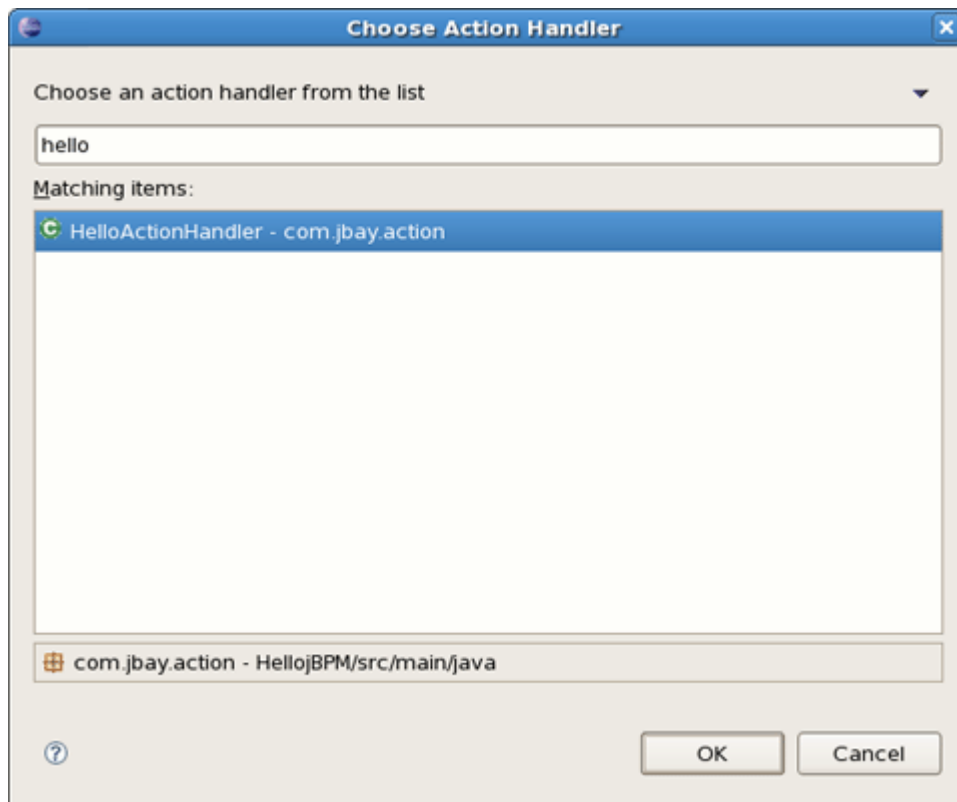 Choose Action Handler
Choose an action handler from the list
hello
Matching items:
HelloActionHandler - com.jbay.action
com.jbay.action - HellojBPM/src/main/java
OK
Cancel